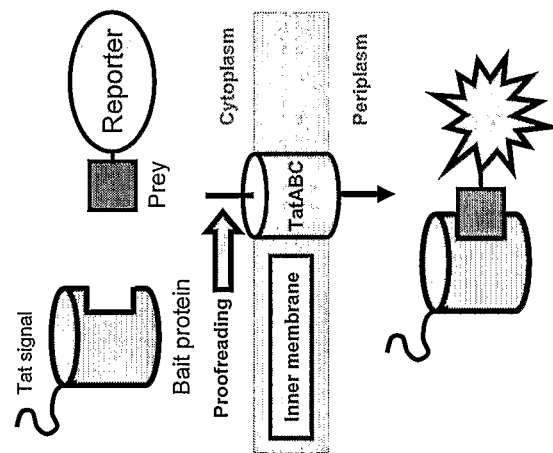 Tat signal
Bait protein
Prey
Reporter
Proofreading
Cytoplasm
TatABC
Inner membrane
Periplasm